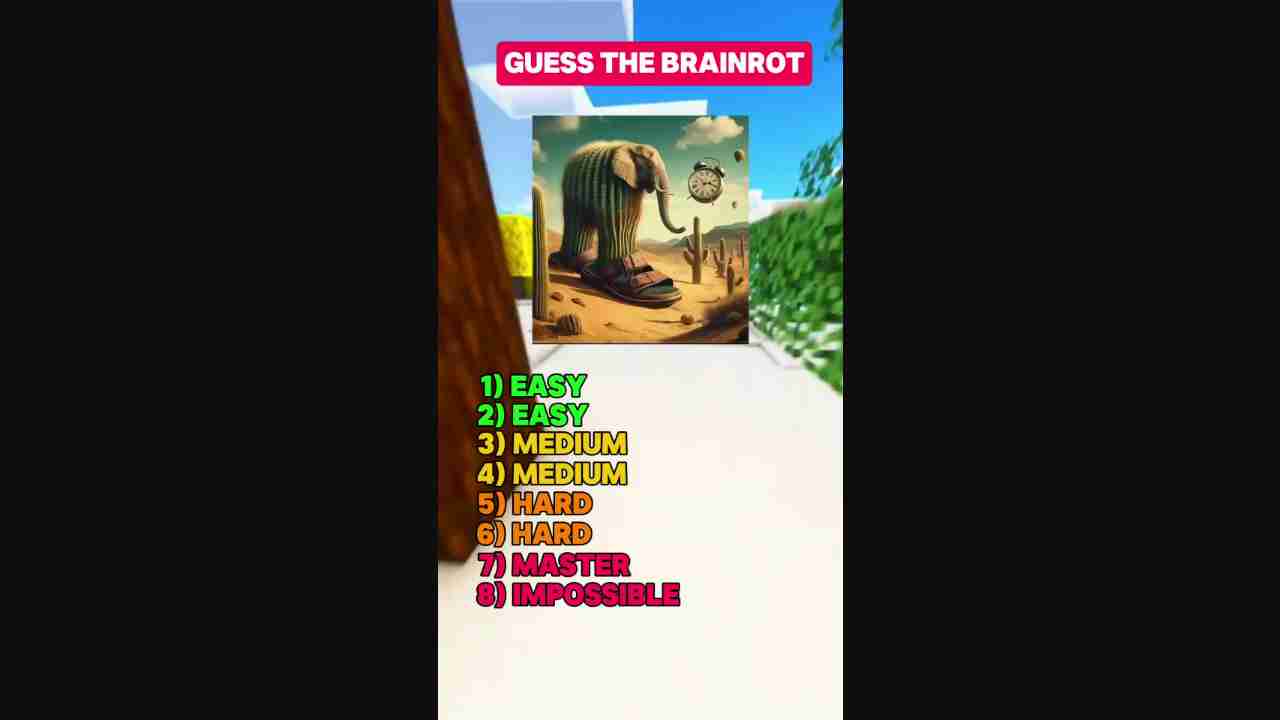 GUESS THE BRAINROT
1) EASY
2) EASY
3) MEDIUM
4) MEDIUM
5) HARD
6) HARD
7) MASTER
8) IMPOSSIBLE